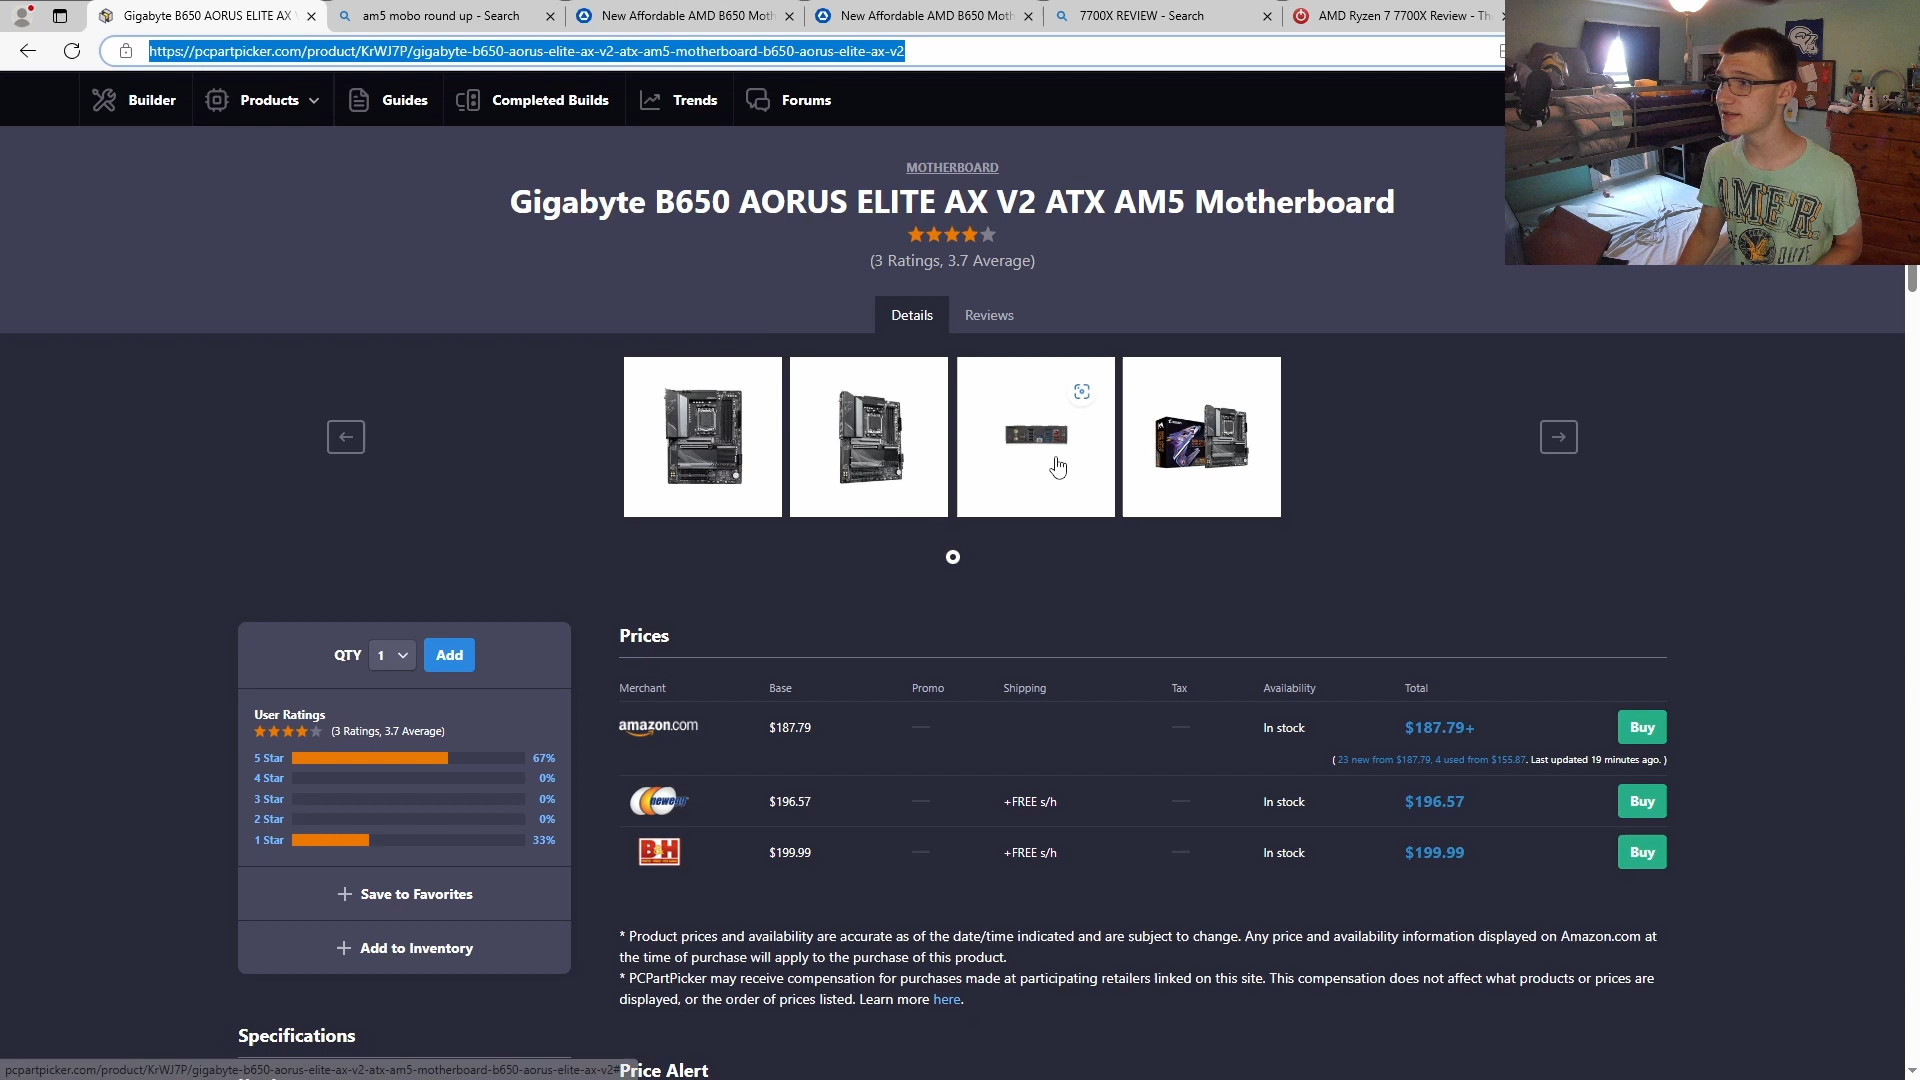 Gigabyte B650 AORUS ELITE AX V
am5 mobo round up - Search
New Affordable AMD B650 Moth
New Affordable AMD B650 Moth
7700X REVIEW - Search
AMD Ryzen 7 7700X Review - Th
https://pcpartpicker.com/product/KrWJ7P/gigabyte-b650-aorus-elite-ax-v2-atx-am5-motherboard-b650-aorus-elite-ax-v2
Builder
Products
Guides
Completed Builds
Trends
Forums
MOTHERBOARD
Gigabyte B650 AORUS ELITE AX V2 ATX AM5 Motherboard
(3 Ratings, 3.7 Average)
Details
Reviews
QTY 1 Add
User Ratings
(3 Ratings, 3.7 Average)
5 Star 67%
4 Star 0%
3 Star 0%
2 Star 0%
1 Star 33%
+ Save to Favorites
+ Add to Inventory
Specifications
Prices
Merchant Base Promo Shipping Tax Availability Total
amazon.com $187.79 — — In stock $187.79+ Buy
( 23 new from $187.79, 4 used from $155.87. Last updated 19 minutes ago. )
newegg $196.57 — +FREE s/h — In stock $196.57 Buy
B&H $199.99 — +FREE s/h — In stock $199.99 Buy
* Product prices and availability are accurate as of the date/time indicated and are subject to change. Any price and availability information displayed on Amazon.com at
the time of purchase will apply to the purchase of this product.
* PCPartPicker may receive compensation for purchases made at participating retailers linked on this site. This compensation does not affect what products or prices are
displayed, or the order of prices listed. Learn more here.
Price Alert
pcpartpicker.com/product/KrWJ7P/gigabyte-b650-aorus-elite-ax-v2-atx-am5-motherboard-b650-aorus-elite-ax-v2#